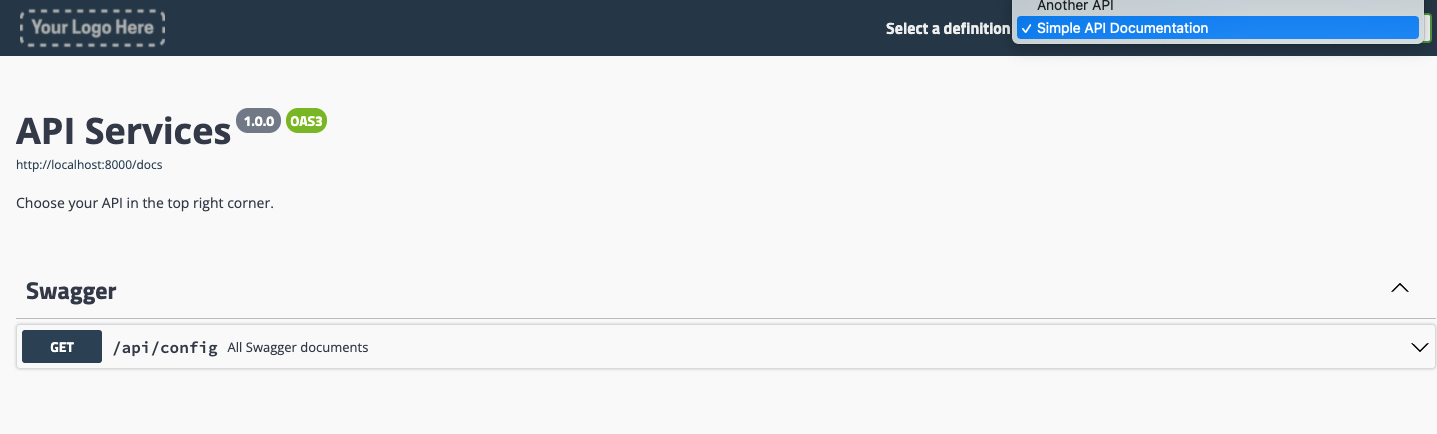 Your Logo Here
Select a definition
Another API
✓ Simple API Documentation
API Services 1.0.0 OAS3
http://localhost:8000/docs
Choose your API in the top right corner.
Swagger
GET /api/config All Swagger documents